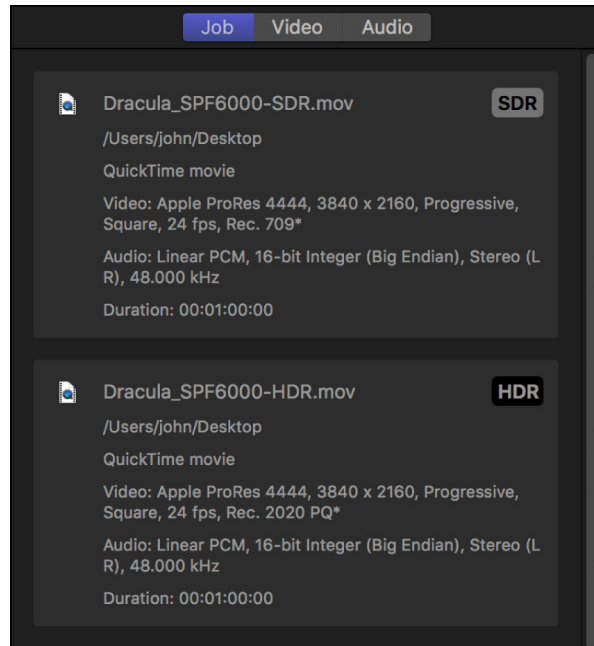 Job Video Audio
Dracula_SPF6000-SDR.mov SDR
/Users/john/Desktop
QuickTime movie
Video: Apple ProRes 4444, 3840 x 2160, Progressive,
Square, 24 fps, Rec. 709*
Audio: Linear PCM, 16-bit Integer (Big Endian), Stereo (L
R), 48.000 kHz
Duration: 00:01:00:00
Dracula_SPF6000-HDR.mov HDR
/Users/john/Desktop
QuickTime movie
Video: Apple ProRes 4444, 3840 x 2160, Progressive,
Square, 24 fps, Rec. 2020 PQ*
Audio: Linear PCM, 16-bit Integer (Big Endian), Stereo (L
R), 48.000 kHz
Duration: 00:01:00:00